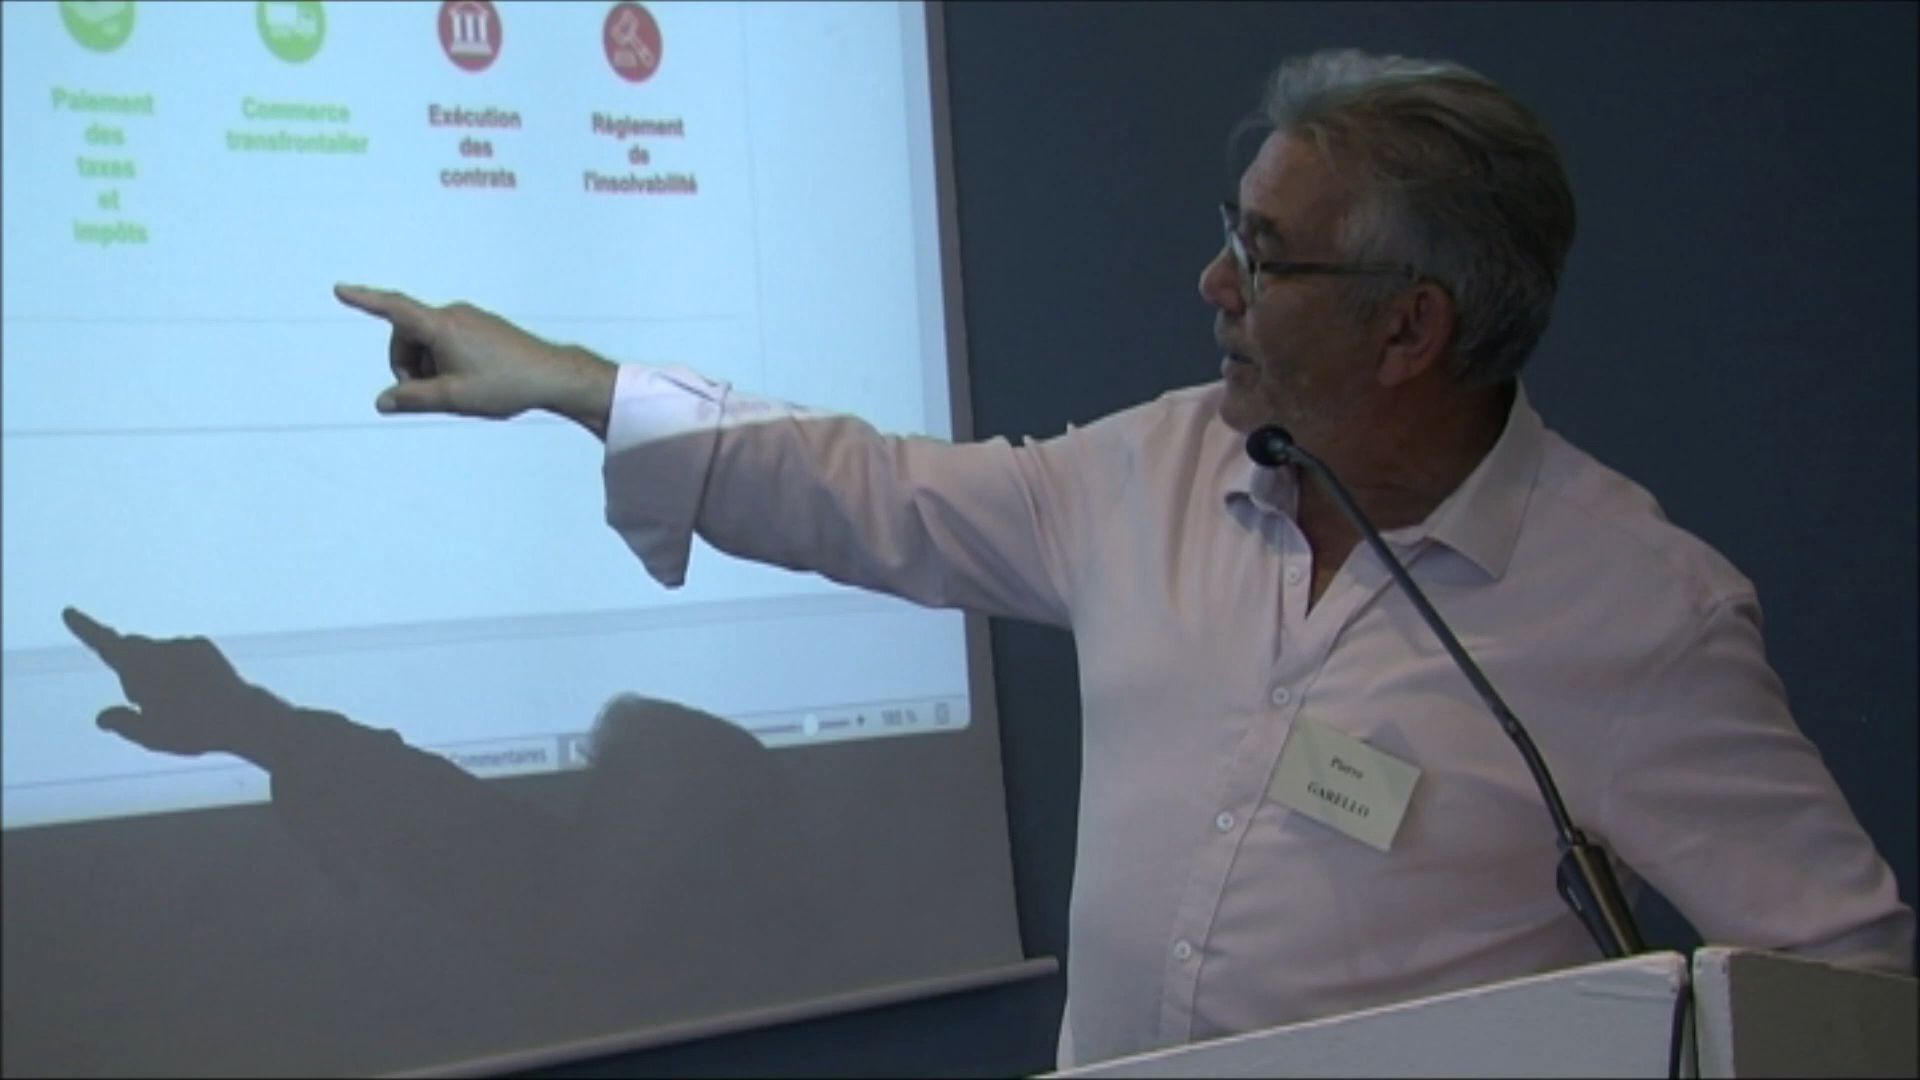 Paiement
des
taxes
et
impôts
Commerce
transfrontalier
Exécution
des
contrats
Règlement
de
l'insolvabilité
Commentaires
Pierre
GARELLO